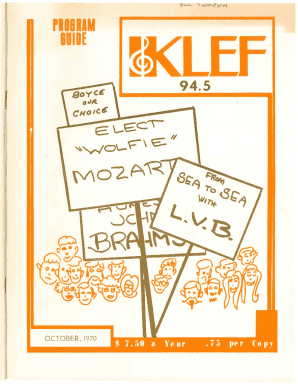 PROGRAM
GUIDE
KLEF
94.5
BOYCE
OUR
CHOICE
ELECT
"WOLFIE"
MOZART
FROM
SEA TO SEA
WITH
L.V.B.
JOHN
BRAHMS
OCTOBER, 1970
$ 7.50 a Year .75 per Copy